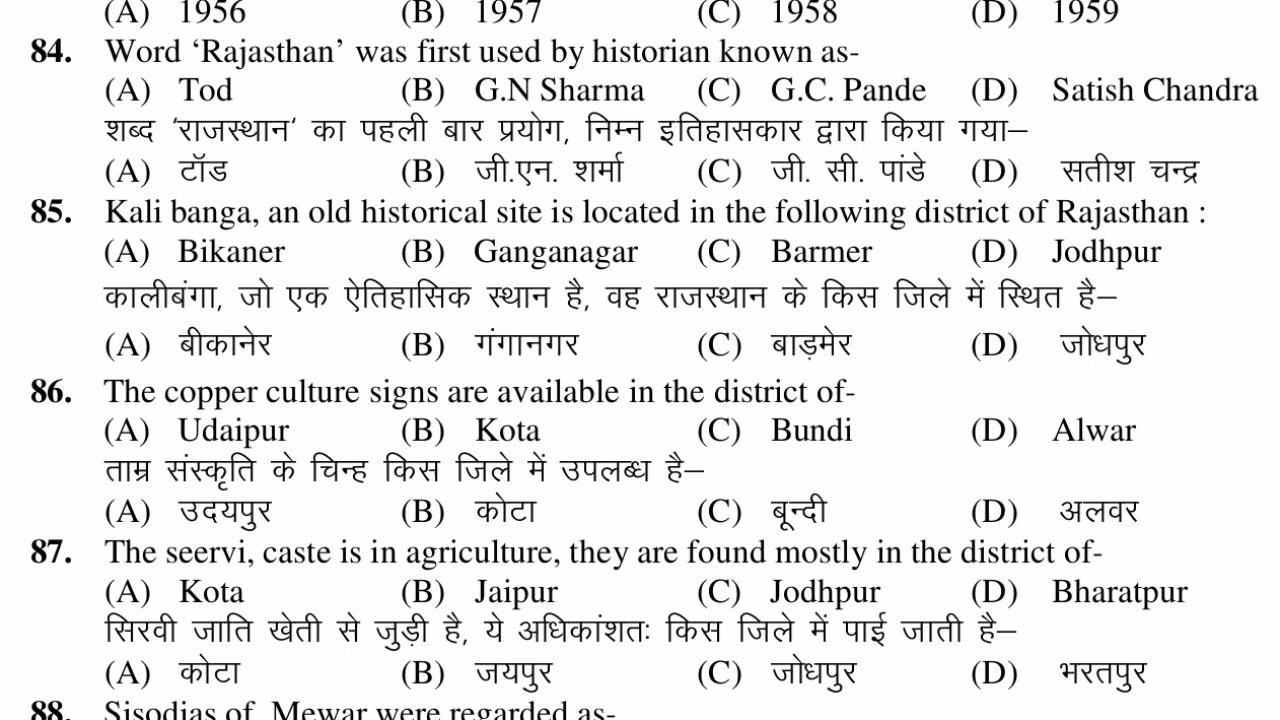 (A) 1956 (B) 1957 (C) 1958 (D) 1959
84. Word ‘Rajasthan’ was first used by historian known as-
(A) Tod (B) G.N Sharma (C) G.C. Pande (D) Satish Chandra
शब्द ‘राजस्थान’ का पहली बार प्रयोग, निम्न इतिहासकार द्वारा किया गया–
(A) टॉड (B) जी.एन. शर्मा (C) जी. सी. पांडे (D) सतीश चन्द्र
85. Kali banga, an old historical site is located in the following district of Rajasthan :
(A) Bikaner (B) Ganganagar (C) Barmer (D) Jodhpur
कालीबंगा, जो एक ऐतिहासिक स्थान है, वह राजस्थान के किस जिले में स्थित है–
(A) बीकानेर (B) गंगानगर (C) बाड़मेर (D) जोधपुर
86. The copper culture signs are available in the district of-
(A) Udaipur (B) Kota (C) Bundi (D) Alwar
ताम्र संस्कृति के चिन्ह किस जिले में उपलब्ध है–
(A) उदयपुर (B) कोटा (C) बून्दी (D) अलवर
87. The seervi, caste is in agriculture, they are found mostly in the district of-
(A) Kota (B) Jaipur (C) Jodhpur (D) Bharatpur
सिरवी जाति खेती से जुड़ी है, ये अधिकांशतः किस जिले में पाई जाती है–
(A) कोटा (B) जयपुर (C) जोधपुर (D) भरतपुर
88. Sisodias of Mewar were regarded as-